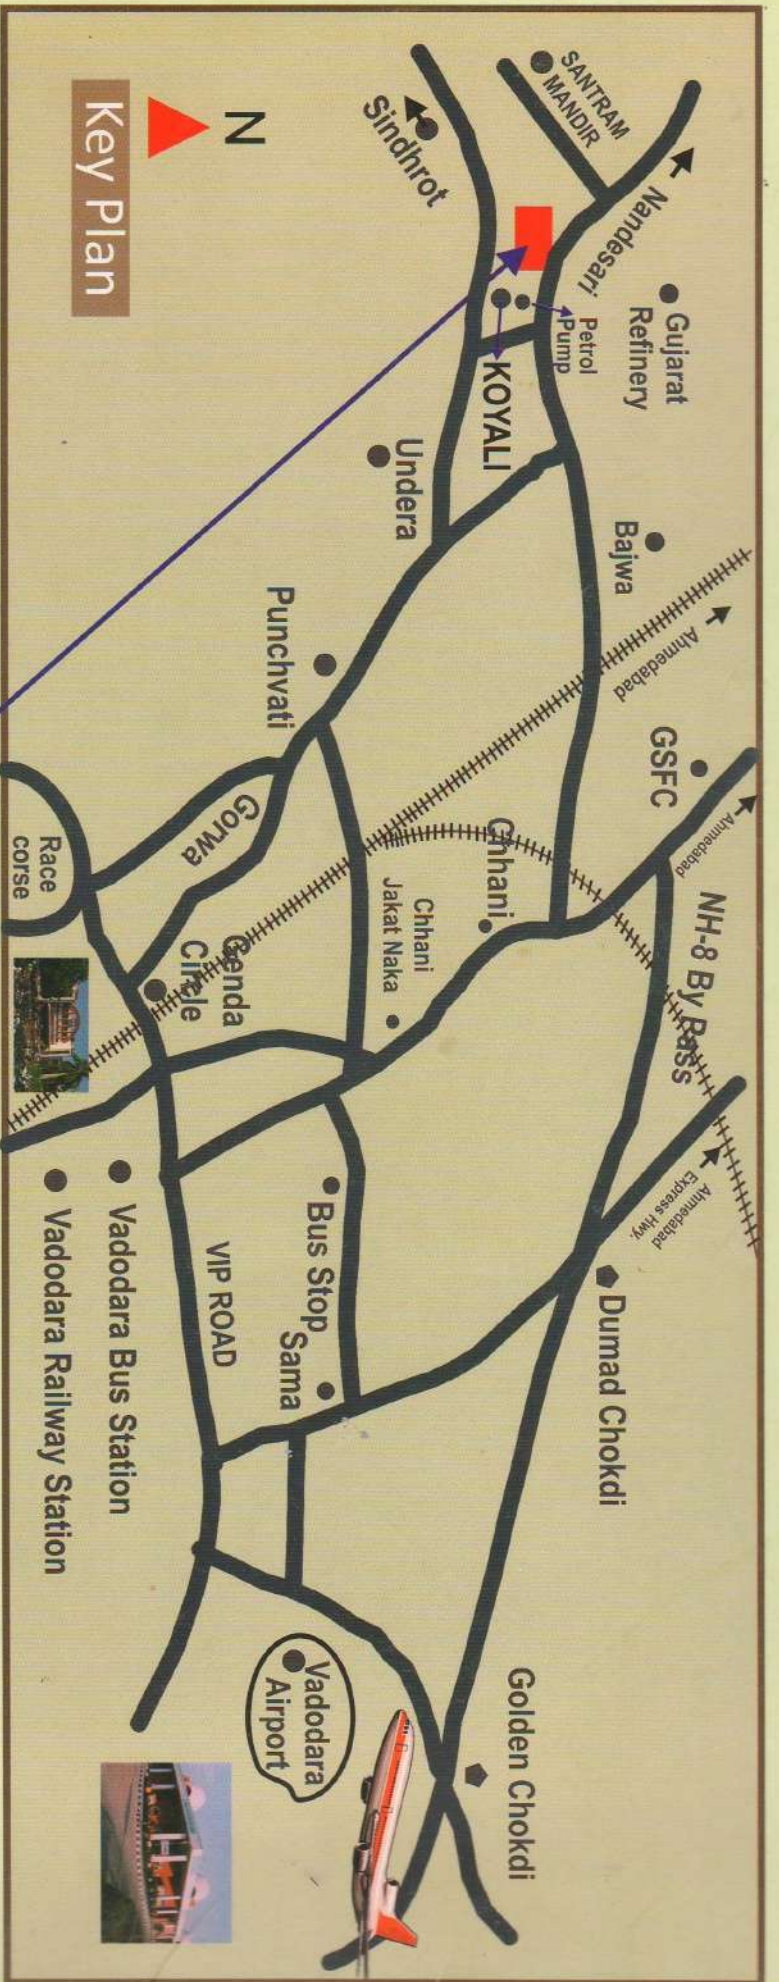 N
Key Plan
SANTRAM
MANDIR
Nandesari
Sindhrot
Gujarat
Refinery
Petrol
Pump
KOYALI
Undera
Bajwa
Ahmedabad
Punchvati
GSFC
Ahmedabad
Gorwa
Chhani
Race
corse
Chhani
Jakat Naka
NH-8 By Pass
Genda
Circle
Ahmedabad
Express Hwy.
Bus Stop
VIP ROAD
Sama
Dumad Chokdi
Vadodara Bus Station
Vadodara Railway Station
Vadodara
Airport
Golden Chokdi